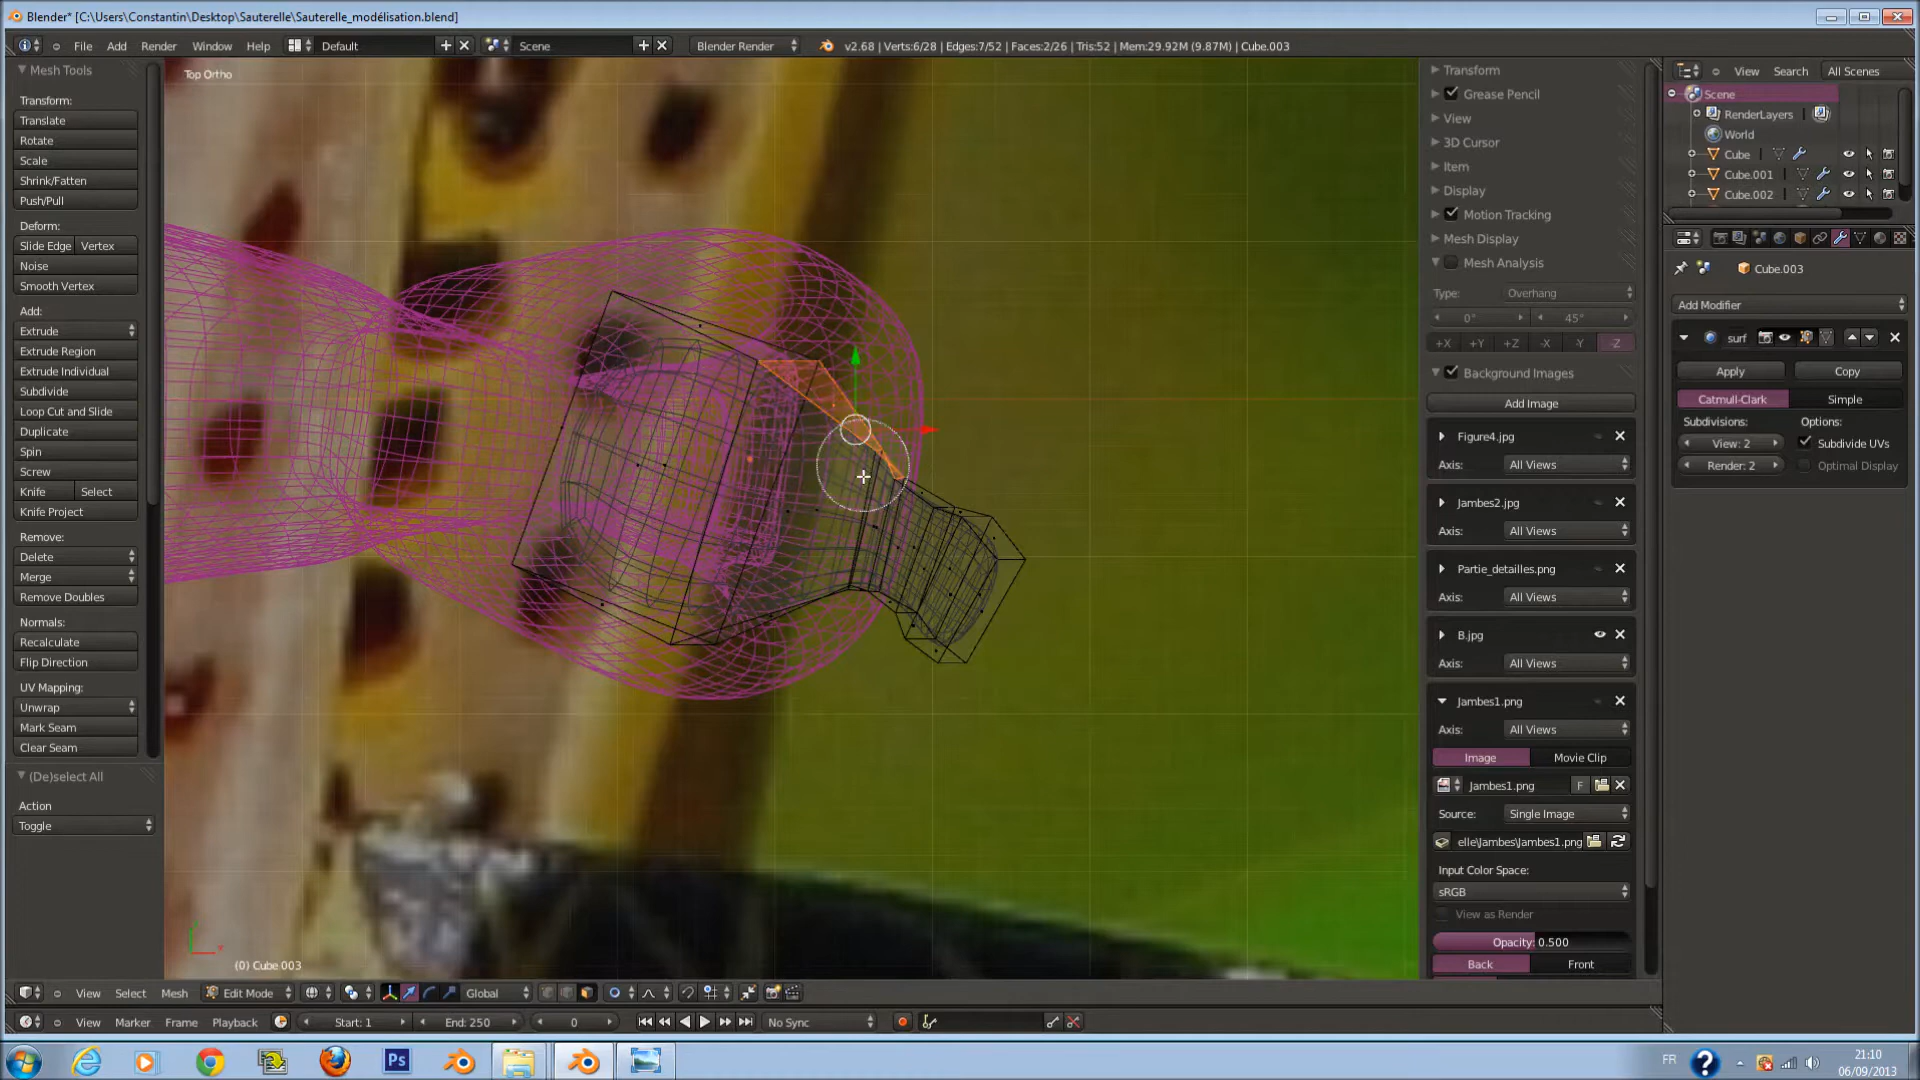 Blender* [C:\Users\Constantin\Desktop\Sauterelle\Sauterelle_modélisation.blend]
File Add Render Window Help Default Scene Blender Render v2.68 | Verts:6/28 | Edges:7/52 | Faces:2/26 | Tris:52 | Mem:29.92M (9.87M) | Cube.003
Mesh Tools
Transform:
Translate
Rotate
Scale
Shrink/Fatten
Push/Pull
Deform:
Slide Edge Vertex
Noise
Smooth Vertex
Add:
Extrude
Extrude Region
Extrude Individual
Subdivide
Loop Cut and Slide
Duplicate
Spin
Screw
Knife Select
Knife Project
Remove:
Delete
Merge
Remove Doubles
Normals:
Recalculate
Flip Direction
UV Mapping:
Unwrap
Mark Seam
Clear Seam
(De)select All
Action
Toggle
Top Ortho
(0) Cube.003
Transform
Grease Pencil
View
3D Cursor
Item
Display
Motion Tracking
Mesh Display
Mesh Analysis
Type: Overhang
0° 45°
+X +Y +Z -X -Y -Z
Background Images
Add Image
Figure4.jpg
Axis: All Views
Jambes2.jpg
Axis: All Views
Partie_detailles.png
Axis: All Views
B.jpg
Axis: All Views
Jambes1.png
Axis: All Views
Image Movie Clip
Jambes1.png F
Source: Single Image
elle\Jambes\Jambes1.png
Input Color Space:
sRGB
View as Render
Opacity: 0.500
Back Front
View Search All Scenes
Scene
RenderLayers
World
Cube
Cube.001
Cube.002
Cube.003
Add Modifier
surf
Apply Copy
Catmull-Clark Simple
Subdivisions: Options:
View: 2 Subdivide UVs
Render: 2 Optimal Display
View Select Mesh Edit Mode Global
View Marker Frame Playback Start: 1 End: 250 0 No Sync
Ps
FR
21:10
06/09/2013